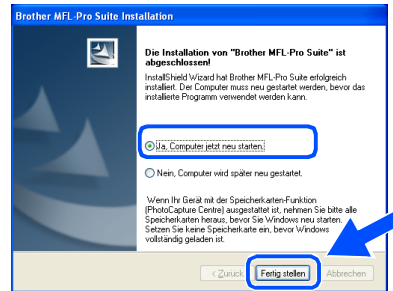 Brother MFL-Pro Suite Installation
Die Installation von "Brother MFL-Pro Suite" ist
abgeschlossen!
InstallShield Wizard hat Brother MFL-Pro Suite erfolgreich
installiert. Der Computer muss neu gestartet werden, bevor das
installierte Programm verwendet werden kann.
Ja, Computer jetzt neu starten.
Nein, Computer wird später neu gestartet.
Wenn Ihr Gerät mit der Speicherkarten-Funktion
(PhotoCapture Centre) ausgestattet ist, nehmen Sie bitte alle
Speicherkarten heraus, bevor Sie Windows neu starten.
Setzen Sie keine Speicherkarte ein, bevor Windows
vollständig geladen ist.
< Zurück Fertig stellen Abbrechen